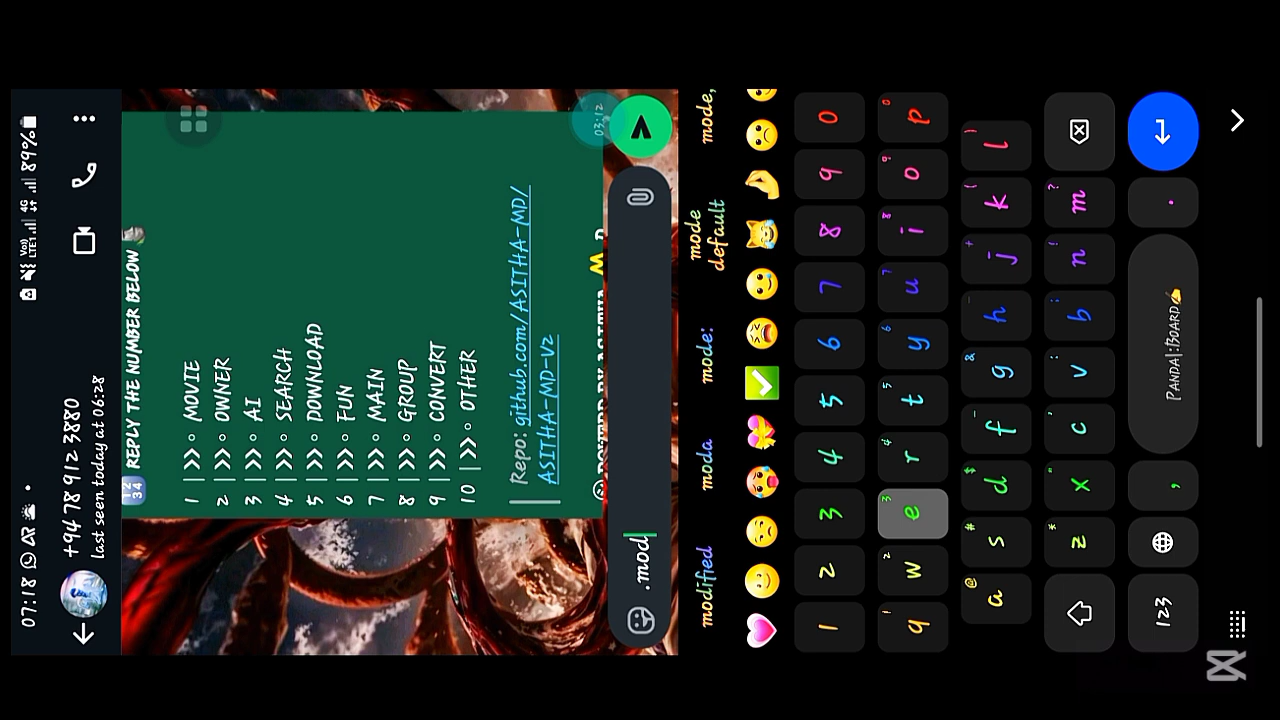 07:18
LTE1 4G 89%
+94 78 912 3880
last seen today at 06:28
REPLY THE NUMBER BELOW
1 | >>◦ MOVIE
2 | >>◦ OWNER
3 | >>◦ AI
4 | >>◦ SEARCH
5 | >>◦ DOWNLOAD
6 | >>◦ FUN
7 | >>◦ MAIN
8 | >>◦ GROUP
9 | >>◦ CONVERT
10 | >>◦ OTHER
Repo: github.com/ASITHA-MD/
ASITHA-MD-V2
03:12
.mod
modified moda mode: mode default mode,
1 2 3 4 5 6 7 8 9 0
q w e r t y u i o p
a s d f g h j k l
z x c v b n m
123 , PANDA|:BOARD .